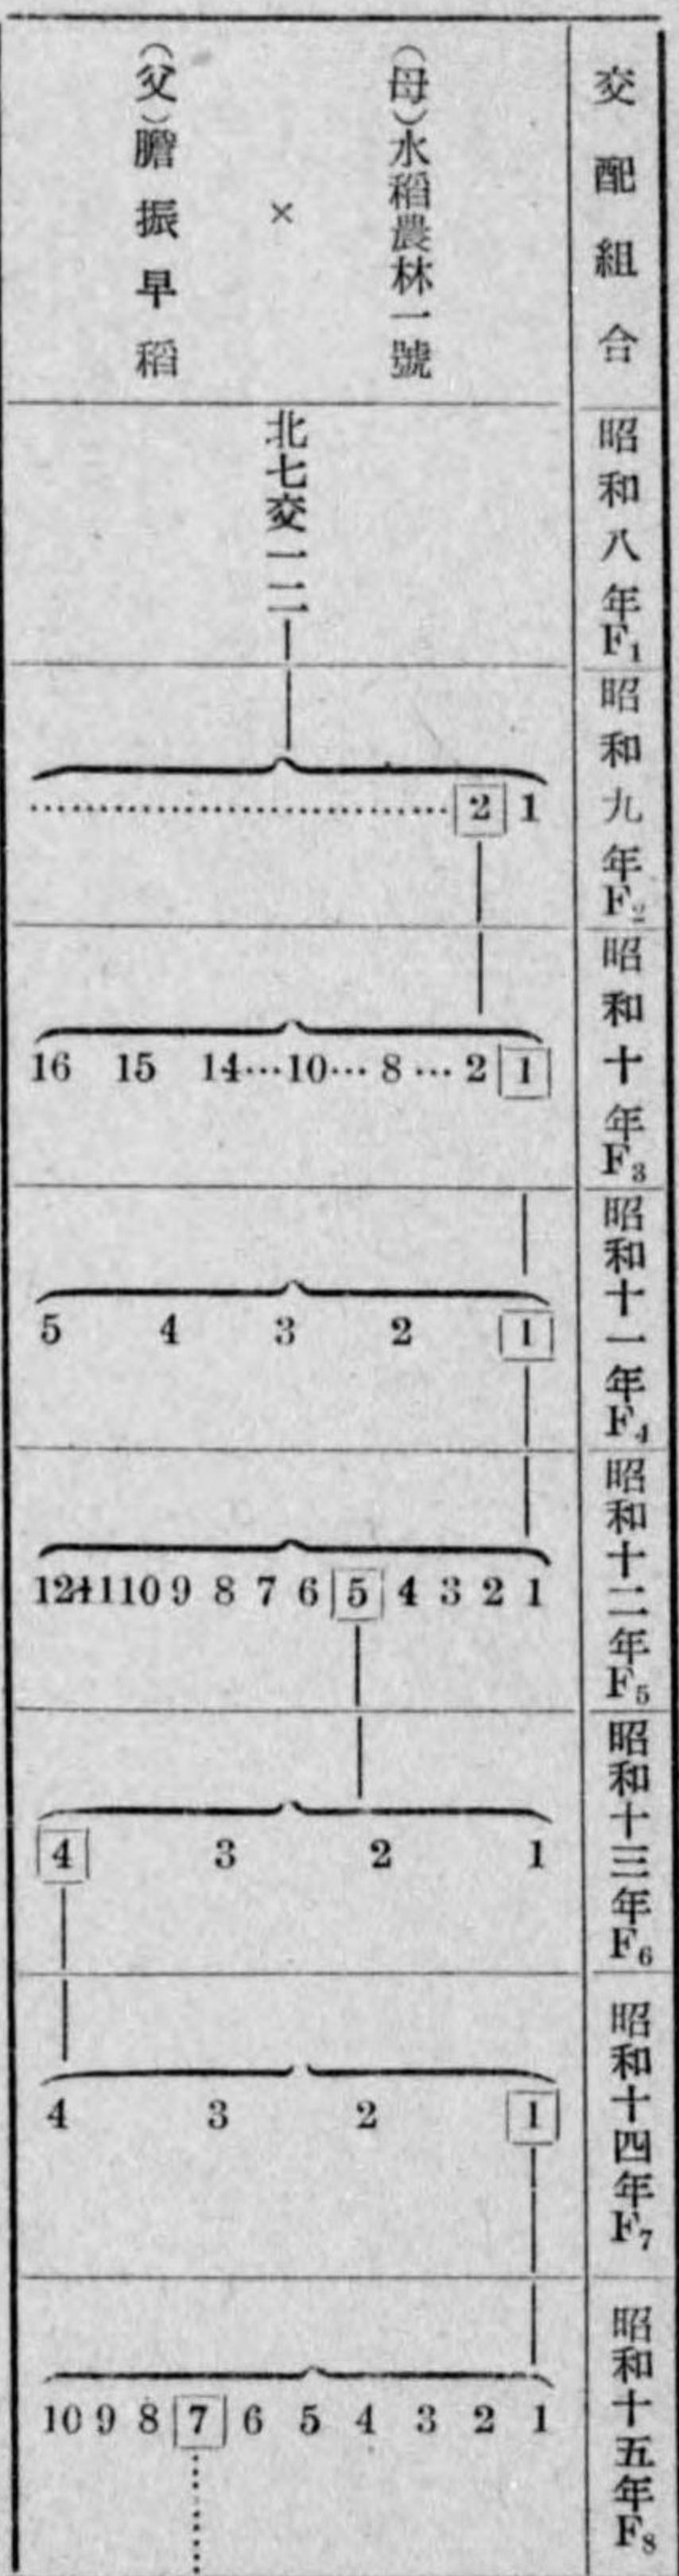 交配組合
(母)水稻農林一號
×
(父)膽振早稻
昭和八年F₁
北七交一二
昭和九年F₂
1 2 ……………………………
昭和十年F₃
16 15 14…10…8…2 1
昭和十一年F₄
5 4 3 2 1
昭和十二年F₅
12 11 10 9 8 7 6 5 4 3 2 1
昭和十三年F₆
4 3 2 1
昭和十四年F₇
4 3 2 1
昭和十五年F₈
10 9 8 7 6 5 4 3 2 1